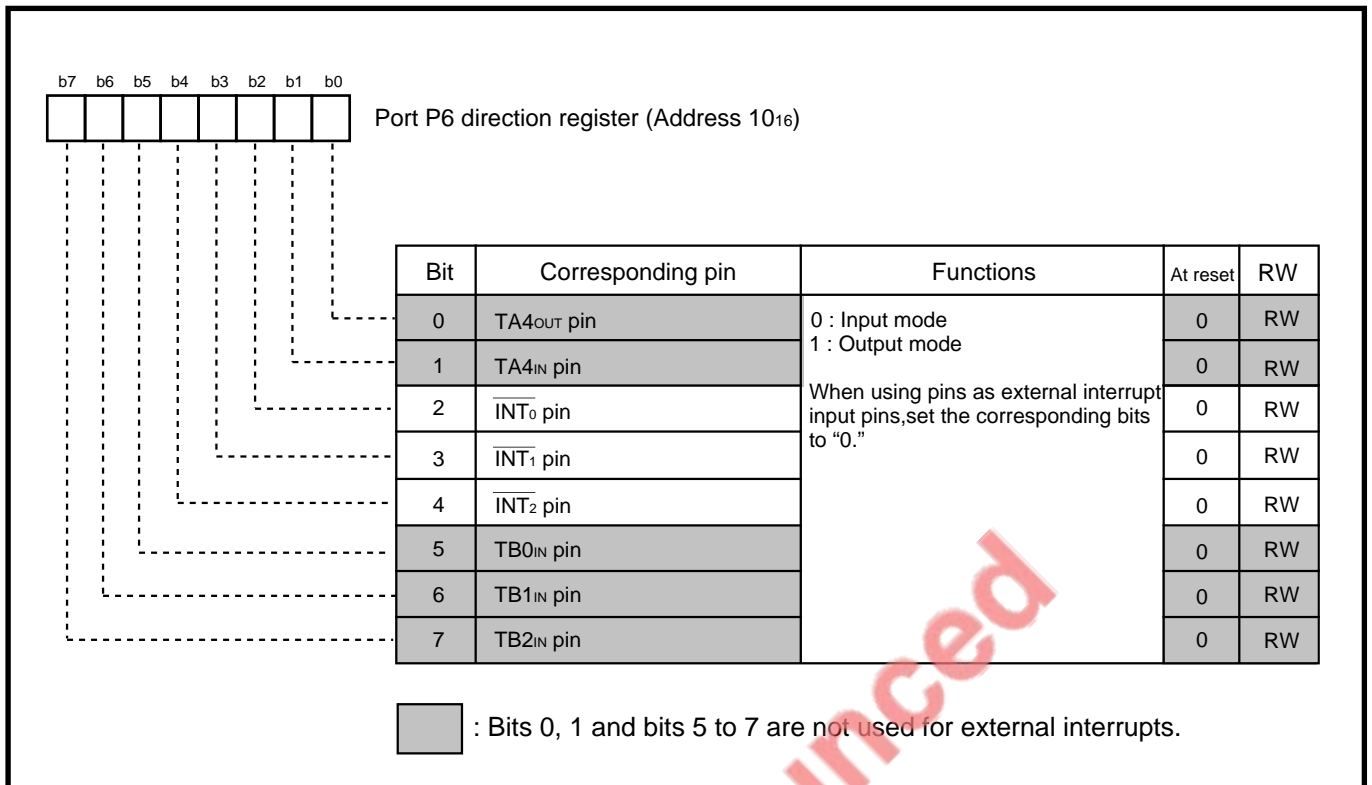 b7 b6 b5 b4 b3 b2 b1 b0
Port P6 direction register (Address 10₁₆)
Bit Corresponding pin Functions At reset RW
0 TA4OUT pin 0 RW
0 : Input mode
1 : Output mode
1 TA4IN pin 0 RW
When using pins as external interrupt
input pins,set the corresponding bits
to “0.”
2 INT0 pin 0 RW
3 INT1 pin 0 RW
4 INT2 pin 0 RW
5 TB0IN pin 0 RW
6 TB1IN pin 0 RW
7 TB2IN pin 0 RW
: Bits 0, 1 and bits 5 to 7 are not used for external interrupts.
unced